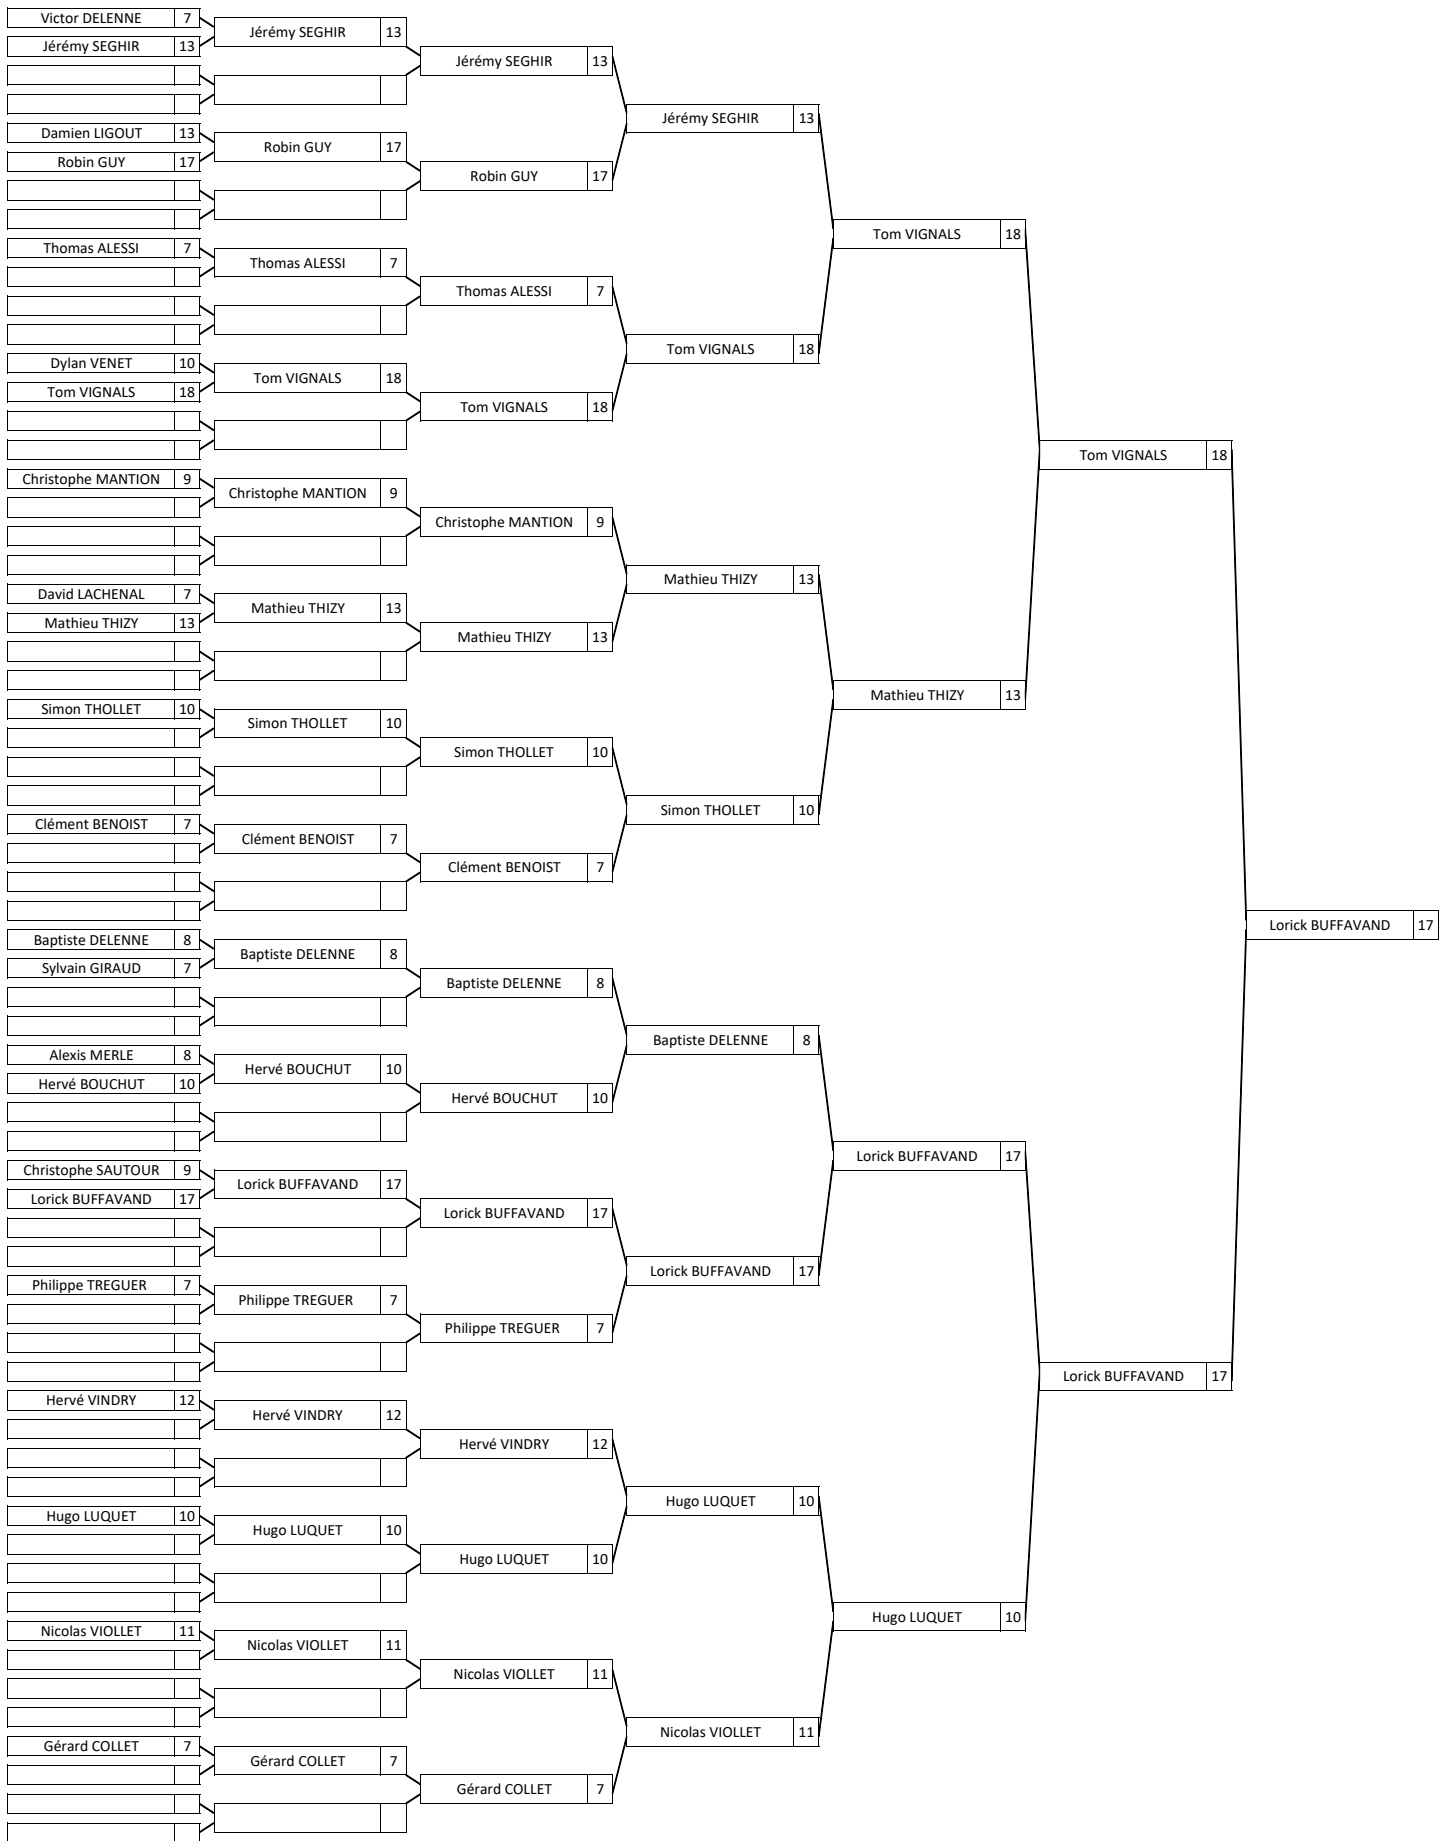 Victor DELENNE 7
Jérémy SEGHIR 13
Damien LIGOUT 13
Robin GUY 17
Thomas ALESSI 7
Dylan VENET 10
Tom VIGNALS 18
Christophe MANTION 9
David LACHENAL 7
Mathieu THIZY 13
Simon THOLLET 10
Clément BENOIST 7
Baptiste DELENNE 8
Sylvain GIRAUD 7
Alexis MERLE 8
Hervé BOUCHUT 10
Christophe SAUTOUR 9
Lorick BUFFAVAND 17
Philippe TREGUER 7
Hervé VINDRY 12
Hugo LUQUET 10
Nicolas VIOLLET 11
Gérard COLLET 7
Jérémy SEGHIR 13
Robin GUY 17
Thomas ALESSI 7
Tom VIGNALS 18
Christophe MANTION 9
Mathieu THIZY 13
Simon THOLLET 10
Clément BENOIST 7
Baptiste DELENNE 8
Hervé BOUCHUT 10
Lorick BUFFAVAND 17
Philippe TREGUER 7
Hervé VINDRY 12
Hugo LUQUET 10
Nicolas VIOLLET 11
Gérard COLLET 7
Jérémy SEGHIR 13
Robin GUY 17
Thomas ALESSI 7
Tom VIGNALS 18
Christophe MANTION 9
Mathieu THIZY 13
Simon THOLLET 10
Clément BENOIST 7
Baptiste DELENNE 8
Hervé BOUCHUT 10
Lorick BUFFAVAND 17
Philippe TREGUER 7
Hervé VINDRY 12
Hugo LUQUET 10
Nicolas VIOLLET 11
Gérard COLLET 7
Jérémy SEGHIR 13
Tom VIGNALS 18
Mathieu THIZY 13
Simon THOLLET 10
Baptiste DELENNE 8
Lorick BUFFAVAND 17
Hugo LUQUET 10
Nicolas VIOLLET 11
Tom VIGNALS 18
Mathieu THIZY 13
Lorick BUFFAVAND 17
Hugo LUQUET 10
Tom VIGNALS 18
Lorick BUFFAVAND 17
Lorick BUFFAVAND 17